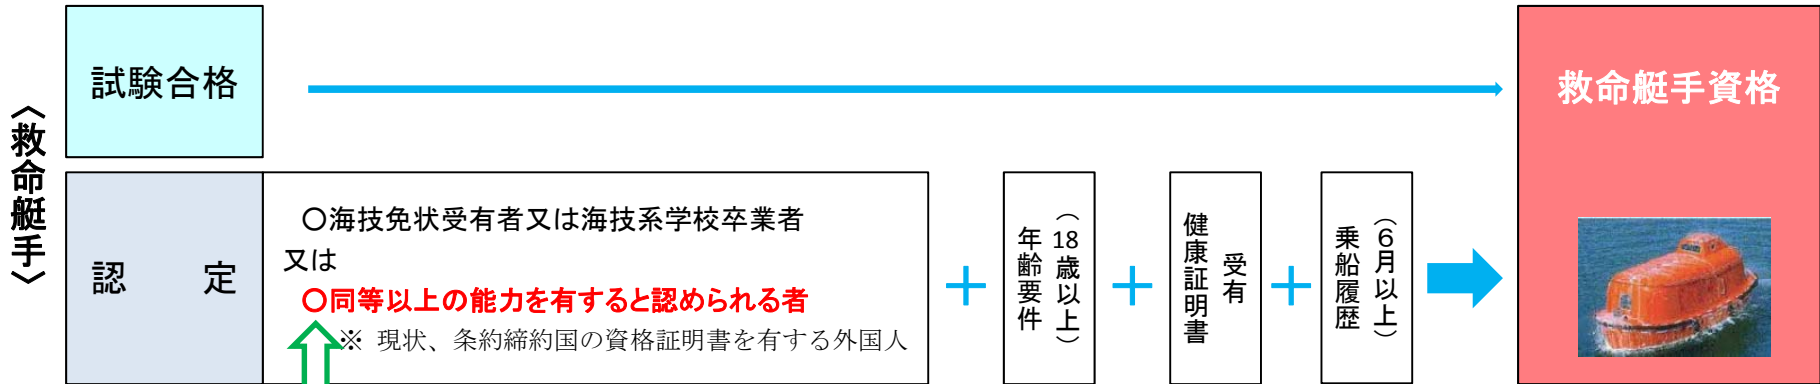 〈救命艇手〉
試験合格
救命艇手資格
認　　定
○海技免状受有者又は海技系学校卒業者
又は
○同等以上の能力を有すると認められる者
※ 現状、条約締約国の資格証明書を有する外国人
＋
年齢要件
（18歳以上）
＋
健康証明書
受有
＋
乗船履歴
（６月以上）